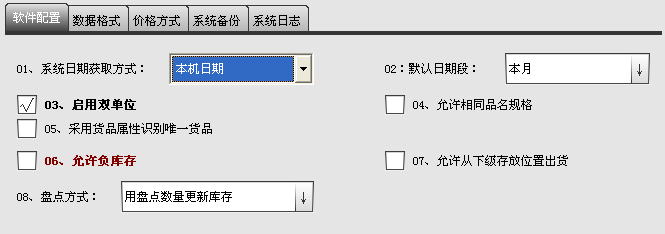 软件配置 数据格式 价格方式 系统备份 系统日志
01、系统日期获取方式： 本机日期 02：默认日期段： 本月
03、启用双单位 04、允许相同品名规格
05、采用货品属性识别唯一货品
06、允许负库存 07、允许从下级存放位置出货
08、盘点方式： 用盘点数量更新库存